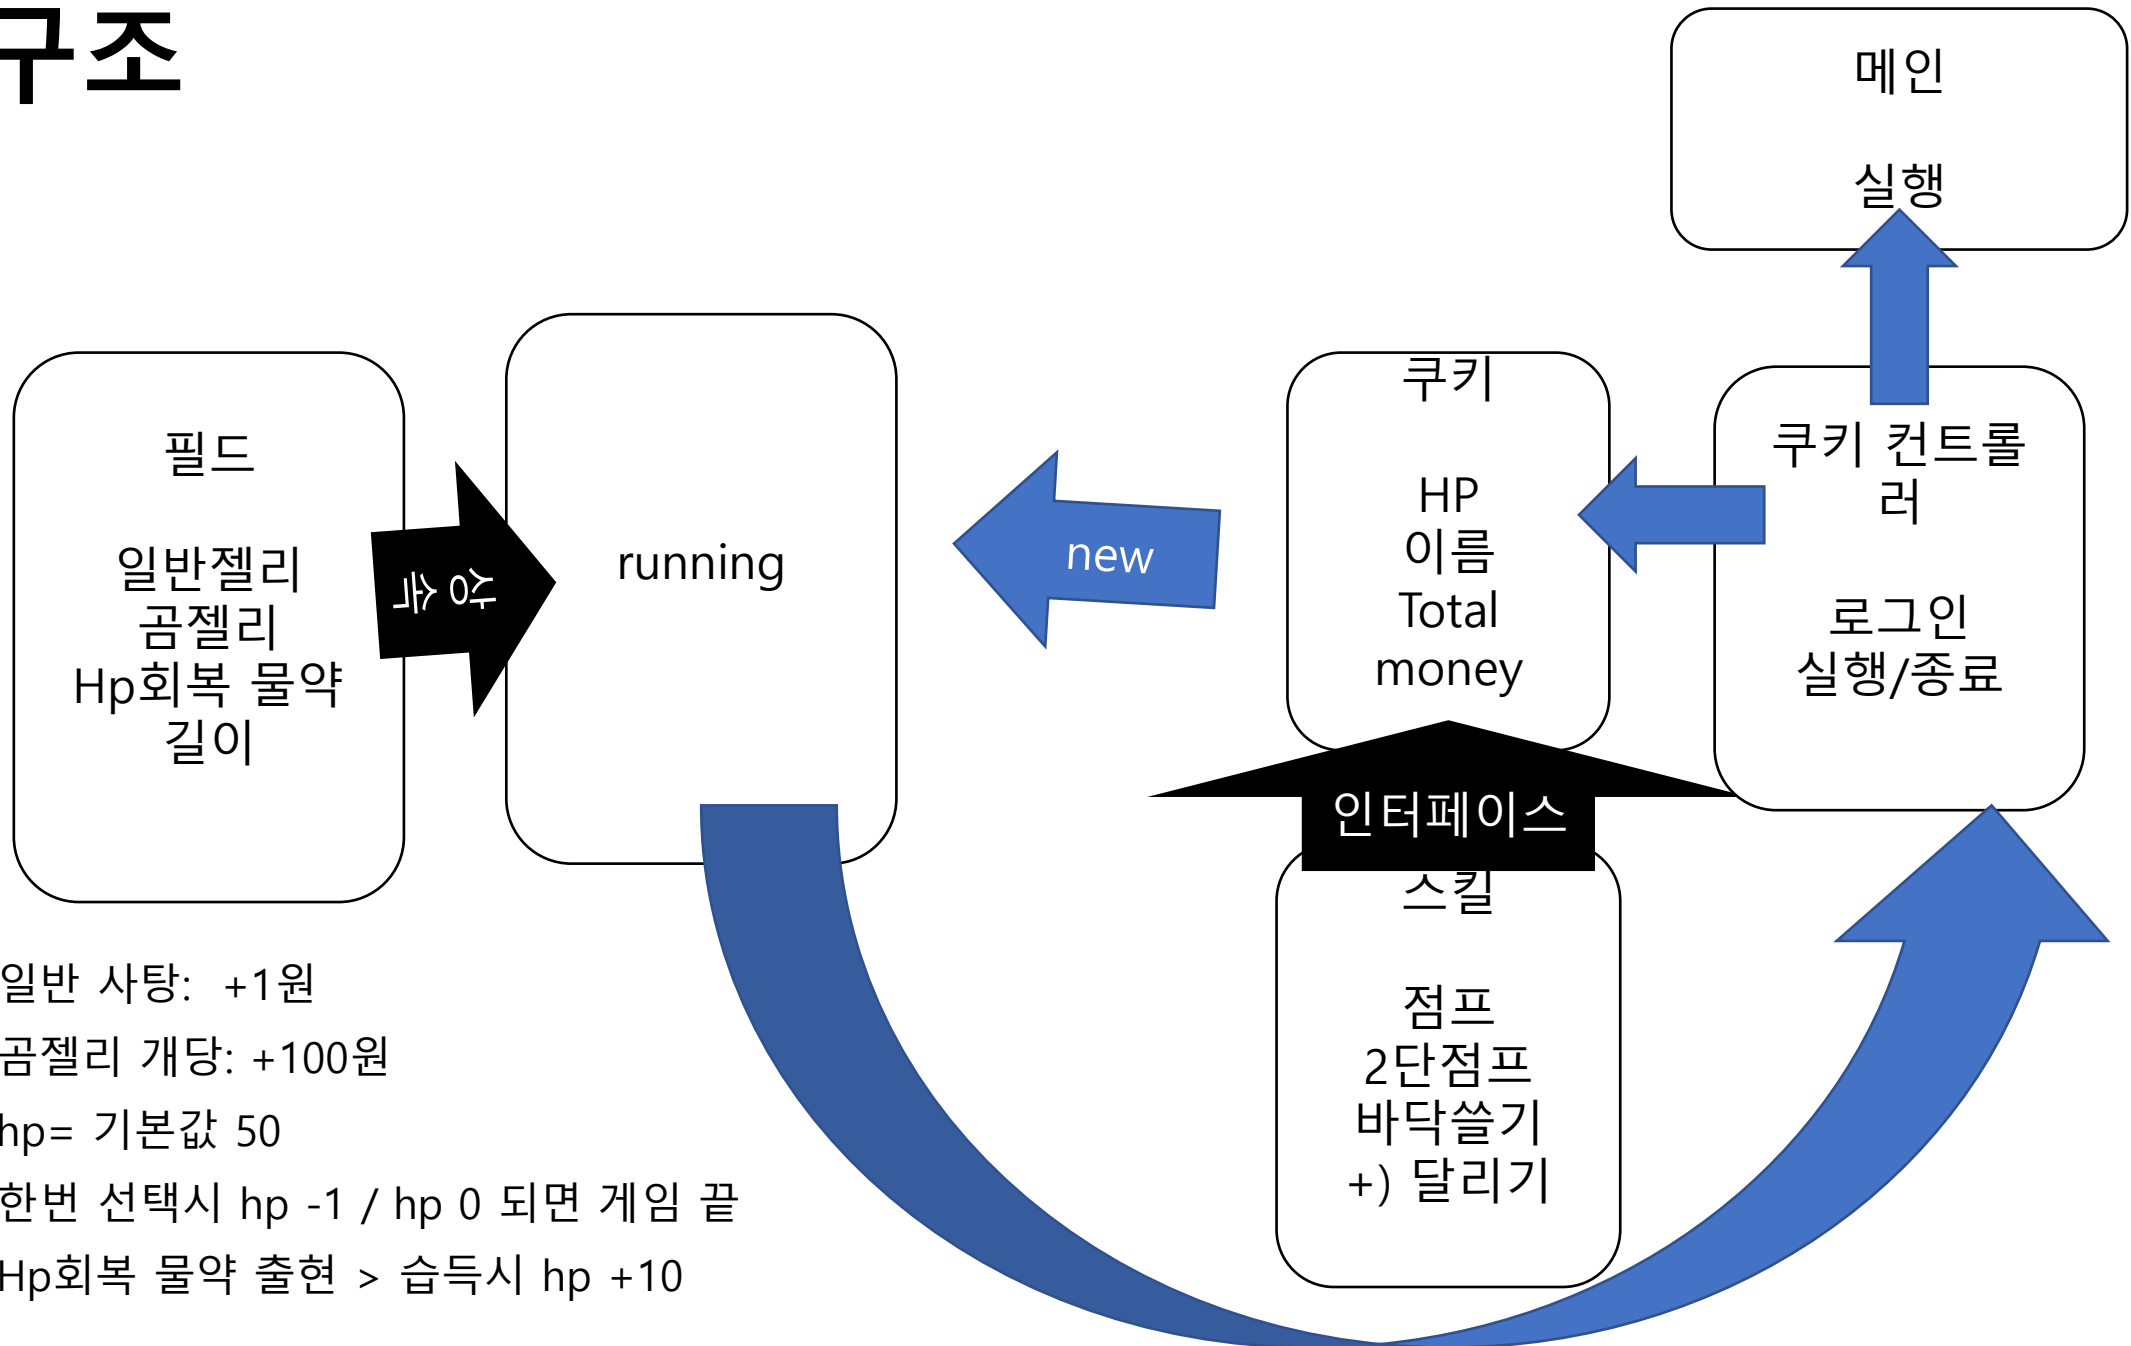 구조
메인
실행
필드
일반젤리
곰젤리
Hp회복 물약
길이
상속
running
new
쿠키
HP
이름
Total
money
쿠키 컨트롤
러
로그인
실행/종료
인터페이스
스킬
점프
2단점프
바닥쓸기
+) 달리기
일반 사탕:  +1원
곰젤리 개당: +100원
hp= 기본값 50
한번 선택시 hp -1 / hp 0 되면 게임 끝
Hp회복 물약 출현 > 습득시 hp +10